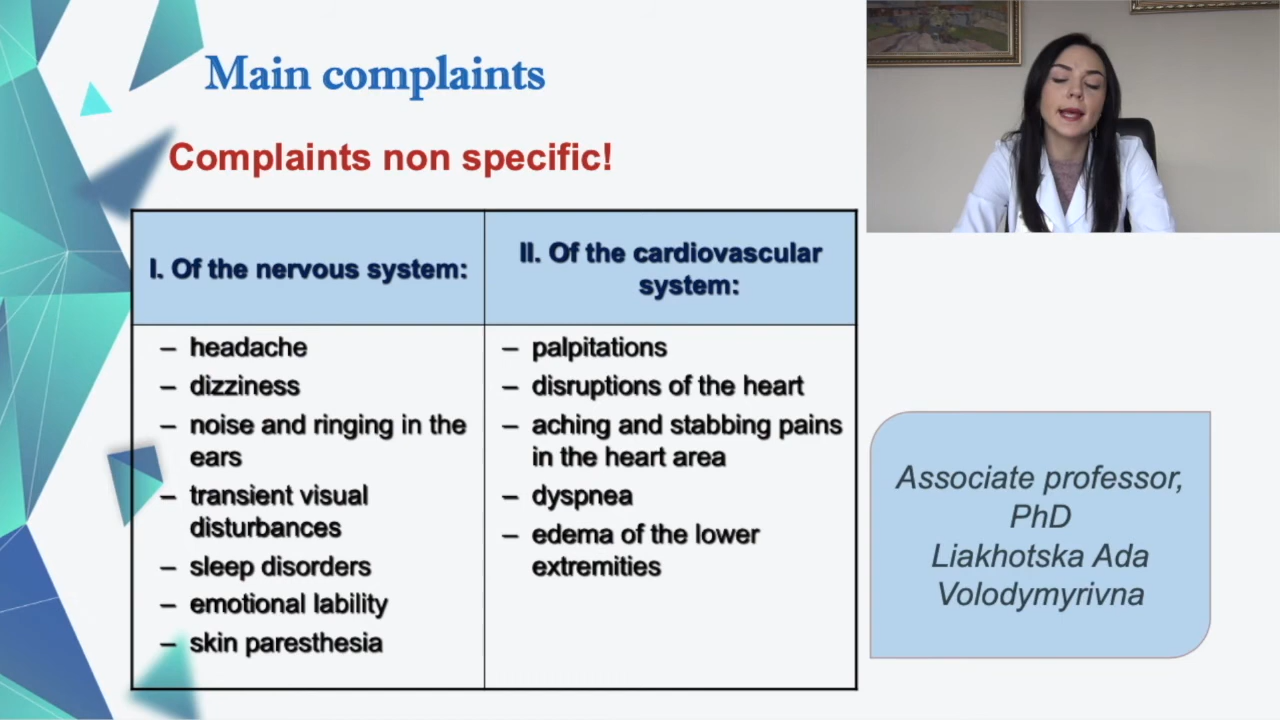 Main complaints
Complaints non specific!
I. Of the nervous system:
II. Of the cardiovascular
system:
– headache
– dizziness
– noise and ringing in the
ears
– transient visual
disturbances
– sleep disorders
– emotional lability
– skin paresthesia
– palpitations
– disruptions of the heart
– aching and stabbing pains
in the heart area
– dyspnea
– edema of the lower
extremities
Associate professor,
PhD
Liakhotska Ada
Volodymyrivna